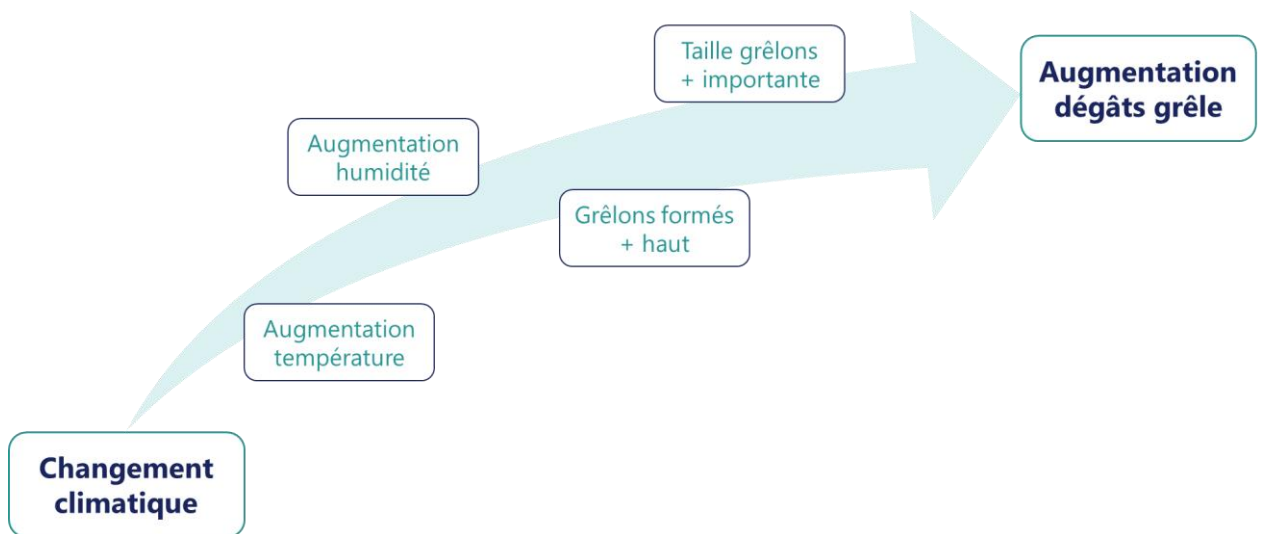 Taille grêlons
+ importante
Augmentation
dégâts grêle
Augmentation
humidité
Grêlons formés
+ haut
Augmentation
température
Changement
climatique